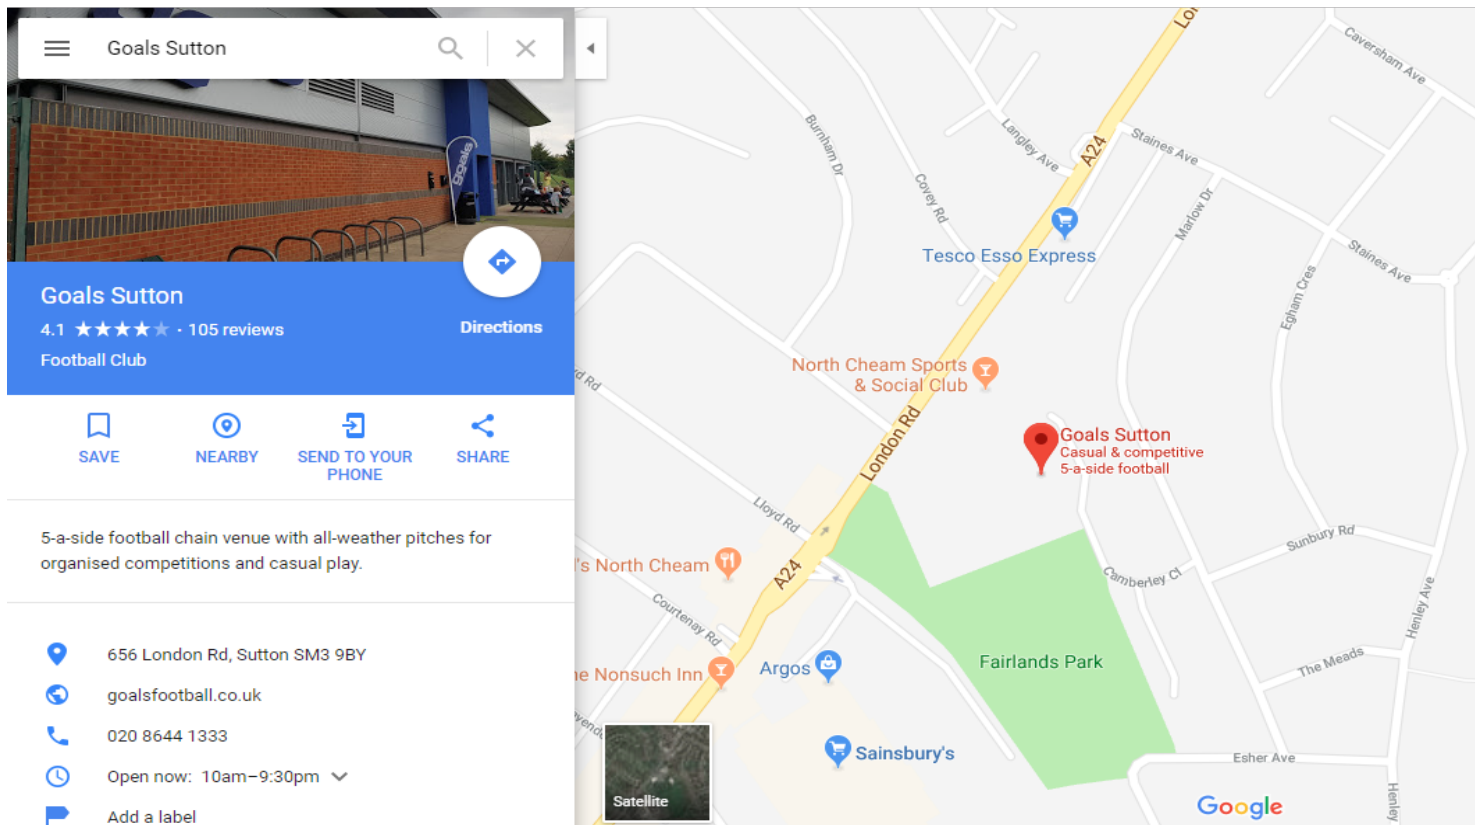 Goals Sutton
goals
Goals Sutton
4.1 ★★★★★ · 105 reviews
Football Club
Directions
SAVE
NEARBY
SEND TO YOUR
PHONE
SHARE
5-a-side football chain venue with all-weather pitches for
organised competitions and casual play.
656 London Rd, Sutton SM3 9BY
goalsfootball.co.uk
020 8644 1333
Open now: 10am–9:30pm
Add a label
Caversham Ave
Burnham Dr
Langley Ave
A24
Staines Ave
Covey Rd
Marlow Dr
Tesco Esso Express
Staines Ave
Egham Cres
North Cheam Sports
& Social Club
London Rd
Goals Sutton
Casual & competitive
5-a-side football
Lloyd Rd
Sunbury Rd
's North Cheam
A24
Camberley Cl
Courtenay Rd
Henley Ave
Fairlands Park
The Meads
Argos
Nonsuch Inn
Sainsbury's
Esher Ave
Satellite
Google
Henley